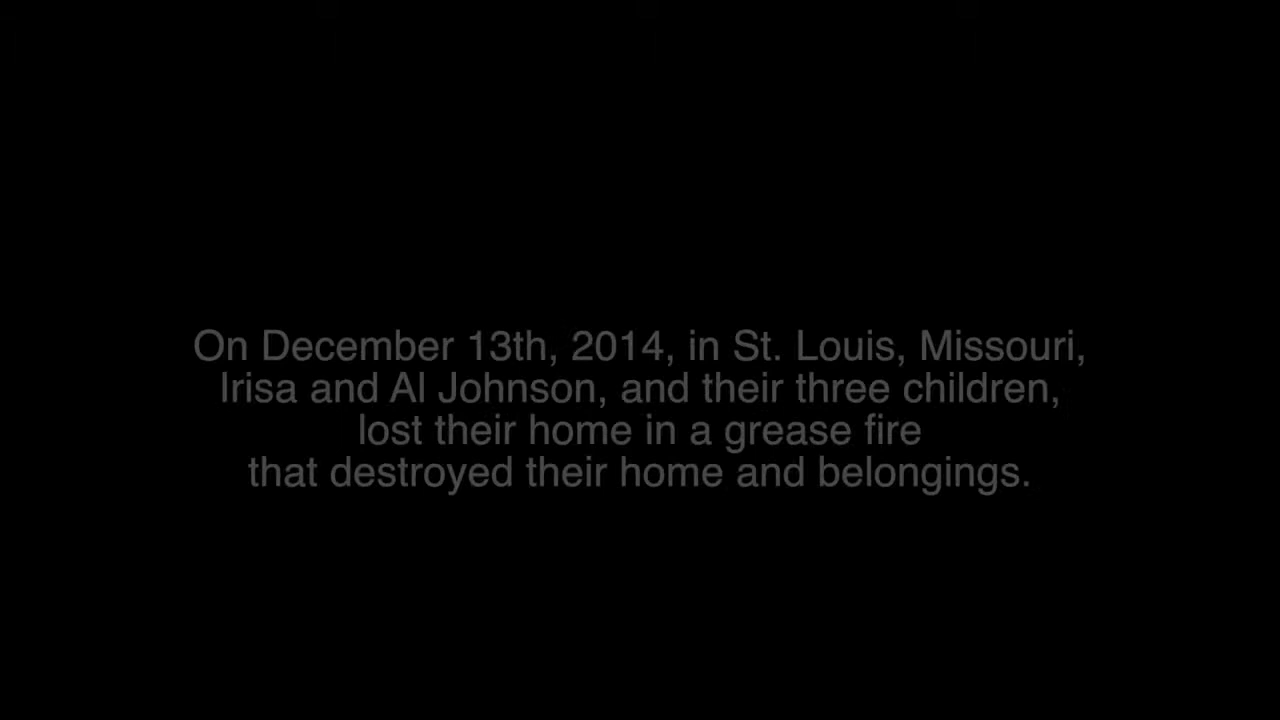 On December 13th, 2014, in St. Louis, Missouri,
Irisa and Al Johnson, and their three children,
lost their home in a grease fire
that destroyed their home and belongings.